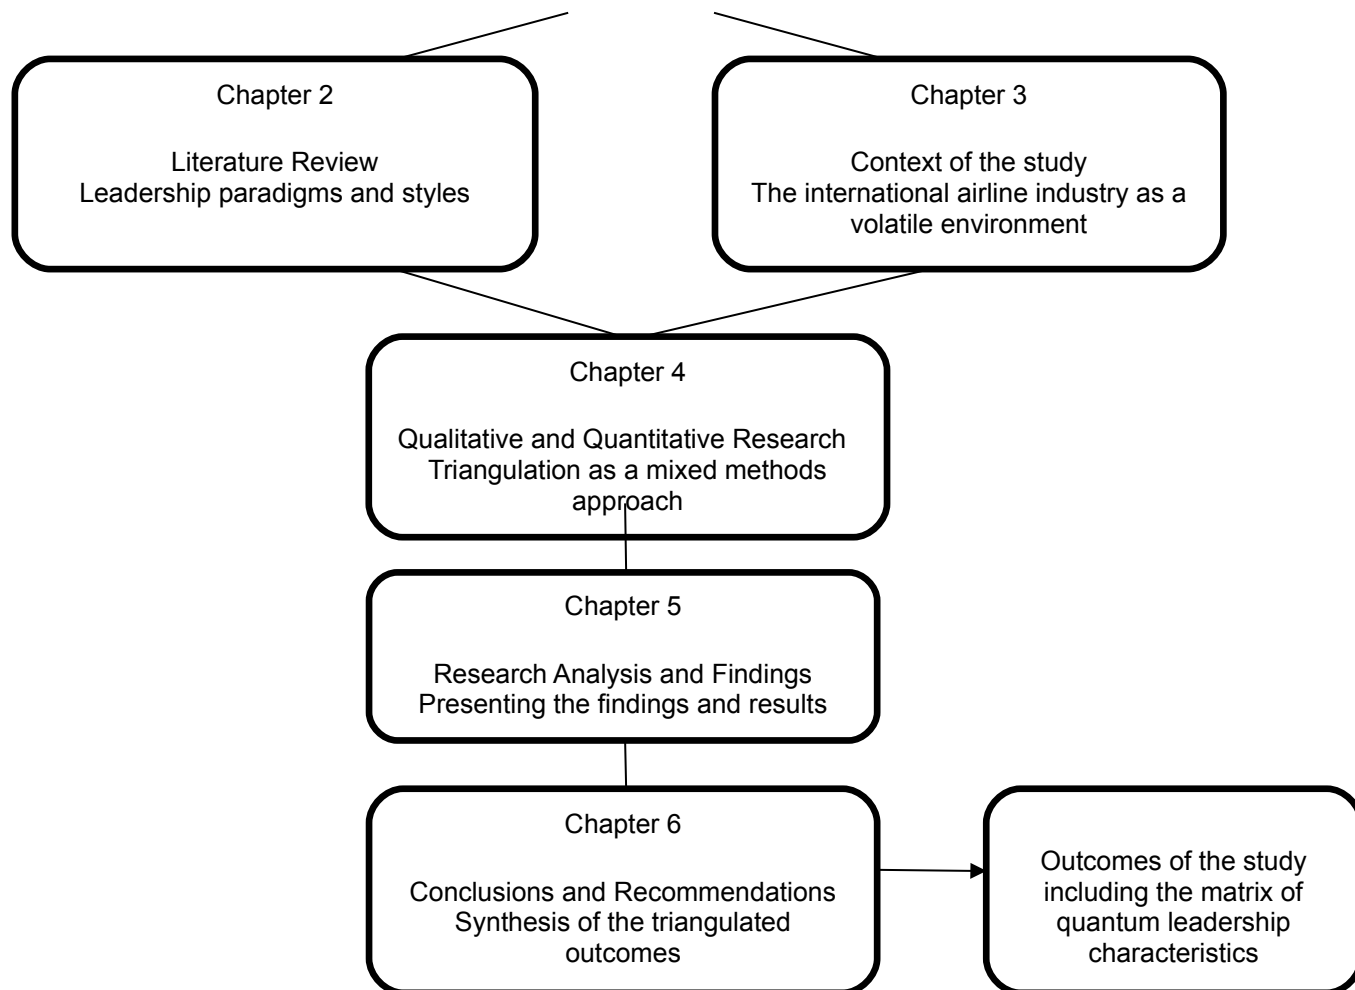 Chapter 2
Literature Review
Leadership paradigms and styles
Chapter 3
Context of the study
The international airline industry as a
volatile environment
Chapter 4
Qualitative and Quantitative Research
Triangulation as a mixed methods
approach
Chapter 5
Research Analysis and Findings
Presenting the findings and results
Chapter 6
Conclusions and Recommendations
Synthesis of the triangulated
outcomes
Outcomes of the study
including the matrix of
quantum leadership
characteristics